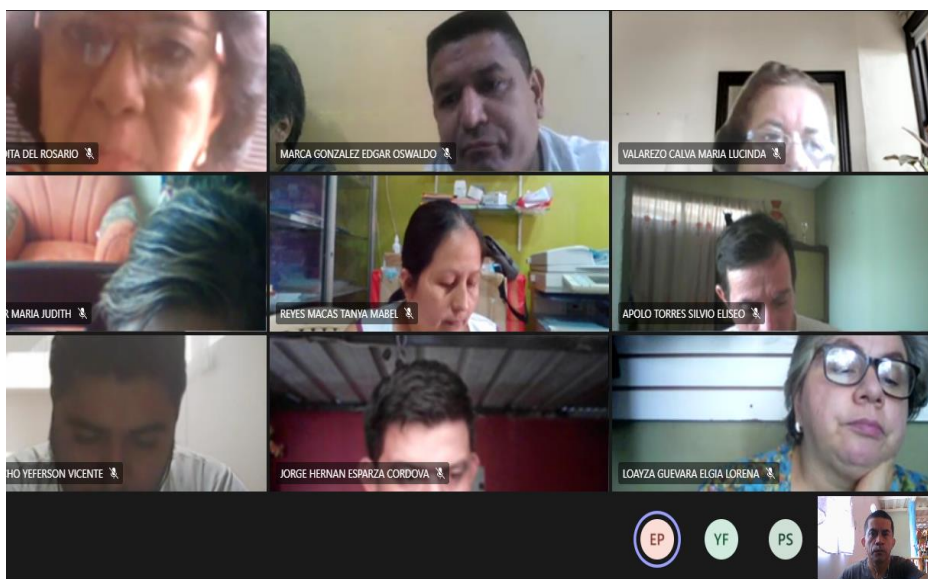 DITA DEL ROSARIO
MARCA GONZALEZ EDGAR OSWALDO
VALAREZO CALVA MARIA LUCINDA
R MARIA JUDITH
REYES MACAS TANYA MABEL
APOLO TORRES SILVIO ELISEO
HO YEFERSON VICENTE
JORGE HERNAN ESPARZA CORDOVA
LOAYZA GUEVARA ELGIA LORENA
EP
YF
PS